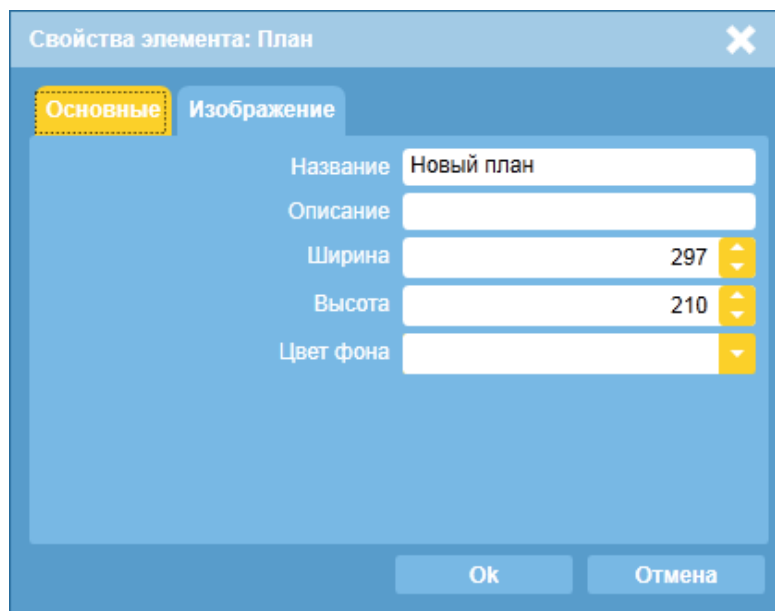 Свойства элемента: План
Основные Изображение
Название Новый план
Описание
Ширина 297
Высота 210
Цвет фона
Ok Отмена